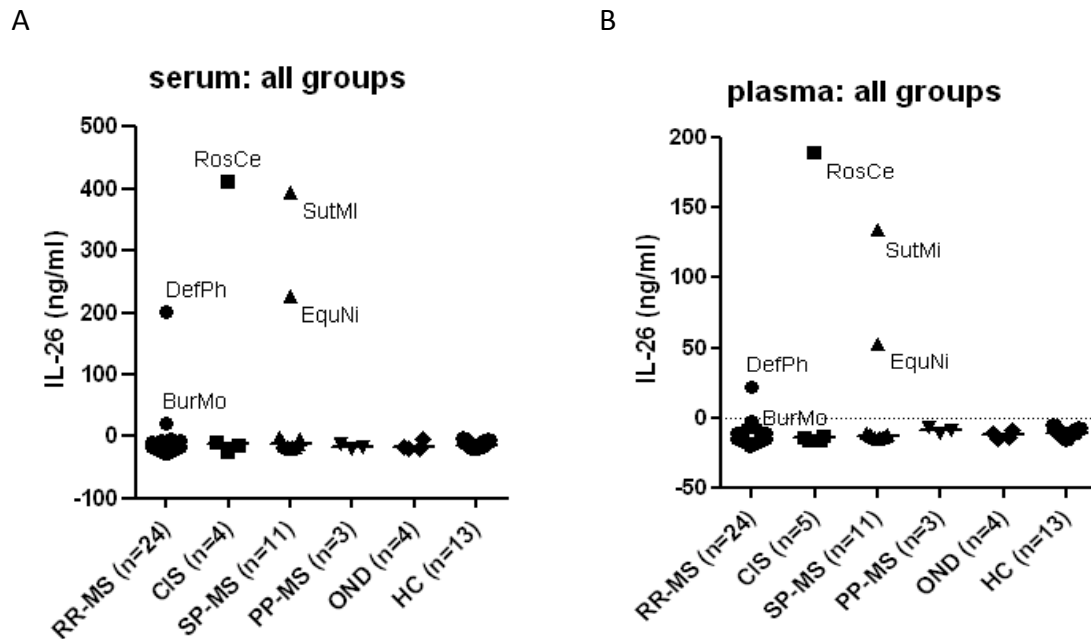 A
serum: all groups
500
400
300
200
100
0
-100
IL-26 (ng/ml)
RosCe
SutMl
EquNi
DefPh
BurMo
RR-MS (n=24)
CIS (n=4)
SP-MS (n=11)
PP-MS (n=3)
OND (n=4)
HC (n=13)
B
plasma: all groups
200
150
100
50
0
-50
IL-26 (ng/ml)
RosCe
SutMi
EquNi
DefPh
BurMo
RR-MS (n=24)
CIS (n=5)
SP-MS (n=11)
PP-MS (n=3)
OND (n=4)
HC (n=13)